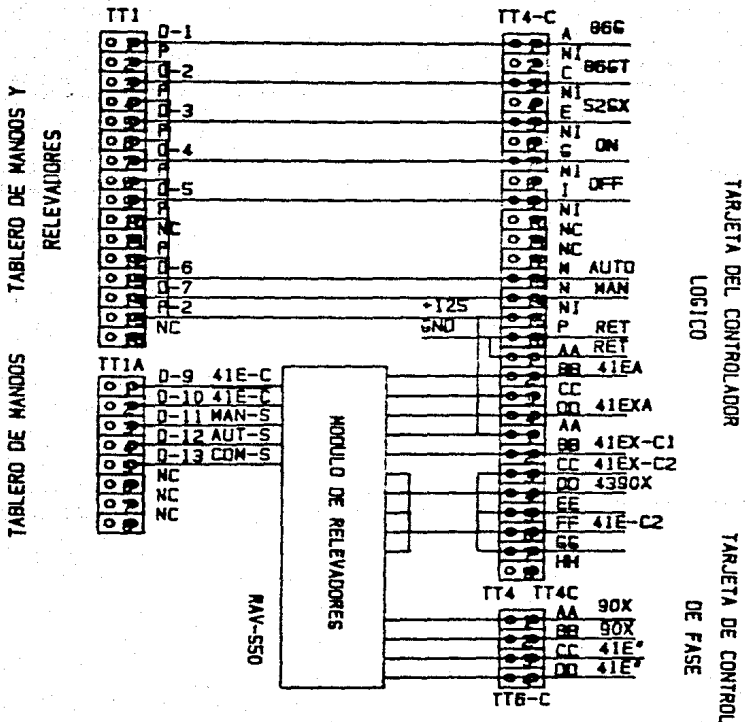 TT1
D-1
P
D-2
P
D-3
P
D-4
P
D-5
P
NC
P
D-6
D-7
P-2
NC
TABLERO DE MANDOS Y
RELEVADORES
TT1A
D-9 41E-C
D-10 41E-C
D-11 MAN-S
D-12 AUT-S
D-13 COM-S
NC
NC
NC
TABLERO DE MANDOS
+125
GND
MODULO DE RELEVADORES
RAV-550
TT4-C
A 86G
NI
C 86GT
NI
E 52GX
NI
G ON
NI
I OFF
NI
NC
NC
M AUTO
N MAN
NI
P RET
AA RET
BB 41EA
CC
DD 41EXA
AA
BB 41EX-C1
CC 41EX-C2
DD 4390X
EE
FF 41E-C2
GG
HH
TARJETA DEL CONTROLADOR
LOGICO
TT4 TT4C
AA 90X
BB 90X
CC 41E"
DD 41E"
TT6-C
TARJETA DE CONTROL
DE FASE